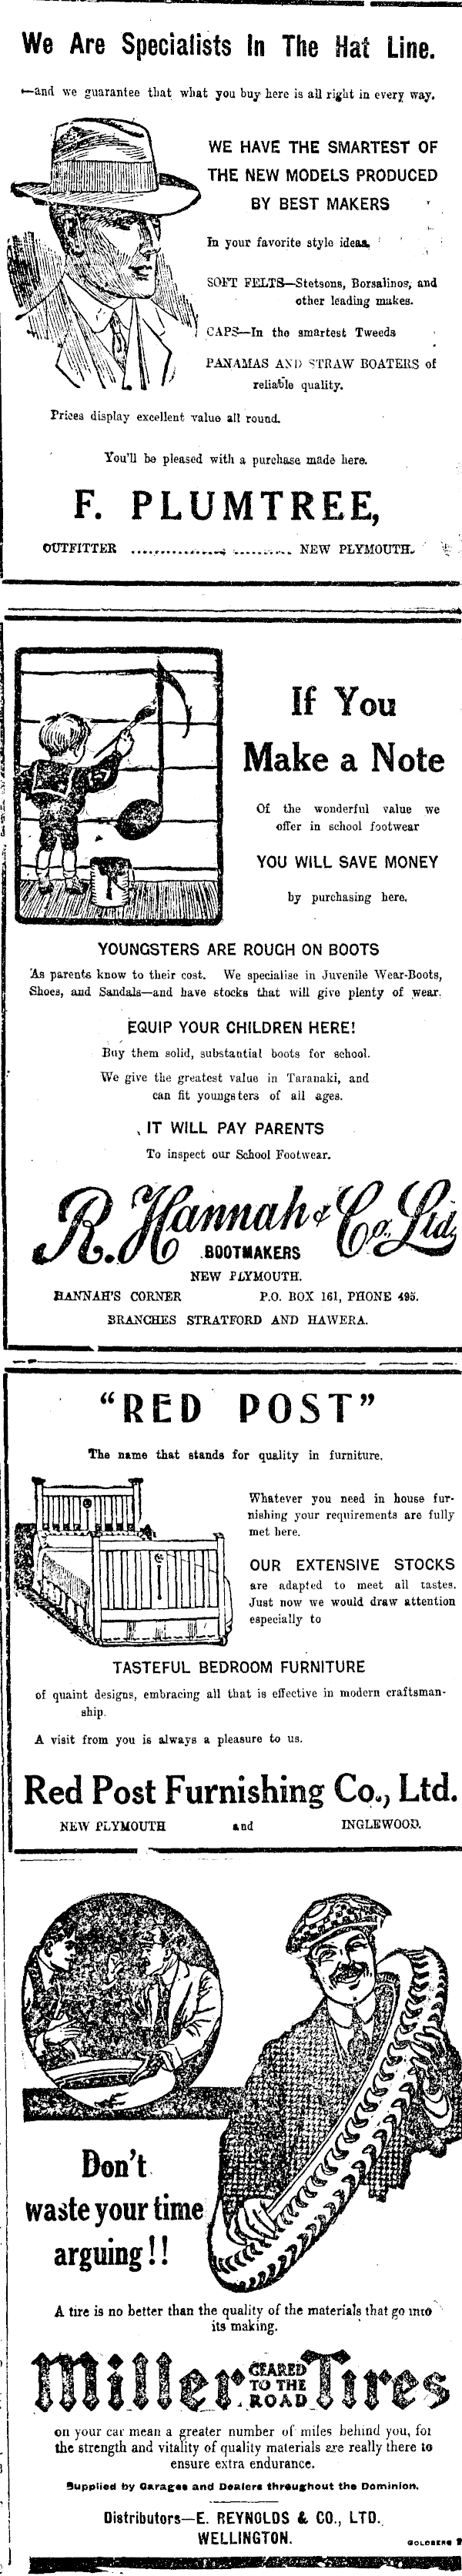 We Are Specialists In The Hat Line.
—and we guarantee that what you buy here is all right in every way.
WE HAVE THE SMARTEST OF
THE NEW MODELS PRODUCED
BY BEST MAKERS
In your favorite style ideas.
SOFT FELTS—Stetsons, Borsalinos, and
other leading makes.
CAPS—In the smartest Tweeds
PANAMAS AND STRAW BOATERS of
reliable quality.
Prices display excellent value all round.
You'll be pleased with a purchase made here.
F. PLUMTREE,
OUTFITTER ........................ NEW PLYMOUTH.
If You
Make a Note
Of the wonderful value we
offer in school footwear
YOU WILL SAVE MONEY
by purchasing here.
YOUNGSTERS ARE ROUGH ON BOOTS
As parents know to their cost. We specialise in Juvenile Wear-Boots,
Shoes, and Sandals—and have stocks that will give plenty of wear.
EQUIP YOUR CHILDREN HERE!
Buy them solid, substantial boots for school.
We give the greatest value in Taranaki, and
can fit youngsters of all ages.
IT WILL PAY PARENTS
To inspect our School Footwear.
R. Hannah & Co. Ltd.
BOOTMAKERS
NEW PLYMOUTH.
HANNAH'S CORNER P.O. BOX 161, PHONE 495.
BRANCHES STRATFORD AND HAWERA.
"RED POST"
The name that stands for quality in furniture.
Whatever you need in house fur-
nishing your requirements are fully
met here.
OUR EXTENSIVE STOCKS
are adapted to meet all tastes.
Just now we would draw attention
especially to
TASTEFUL BEDROOM FURNITURE
of quaint designs, embracing all that is effective in modern craftsman-
ship.
A visit from you is always a pleasure to us.
Red Post Furnishing Co., Ltd.
NEW PLYMOUTH and INGLEWOOD.
Don't
waste your time
arguing!!
A tire is no better than the quality of the materials that go into
its making.
Miller GEARED TO THE ROAD Tires
on your car mean a greater number of miles behind you, for
the strength and vitality of quality materials are really there to
ensure extra endurance.
Supplied by Garages and Dealers throughout the Dominion.
Distributors—E. REYNOLDS & CO., LTD.
WELLINGTON.
GOLDBERG